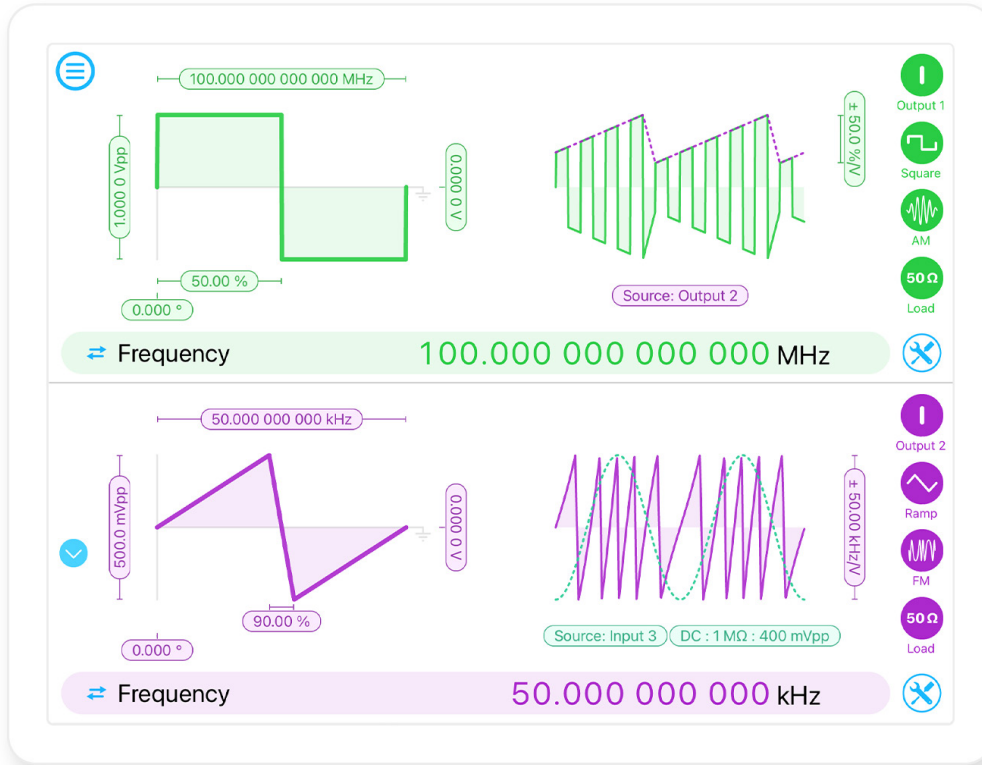 100.000 000 000 000 MHz
1.000 0 Vpp
0.000 0 V
50.00 %
0.000 °
± 50.0 %/V
Source: Output 2
Output 1
Square
AM
50 Ω
Load
Frequency
100.000 000 000 000 MHz
50.000 000 000 kHz
500.0 mVpp
0.000 0 V
90.00 %
0.000 °
± 50.00 kHz/V
Source: Input 3
DC : 1 MΩ : 400 mVpp
Output 2
Ramp
FM
50 Ω
Load
Frequency
50.000 000 000 kHz